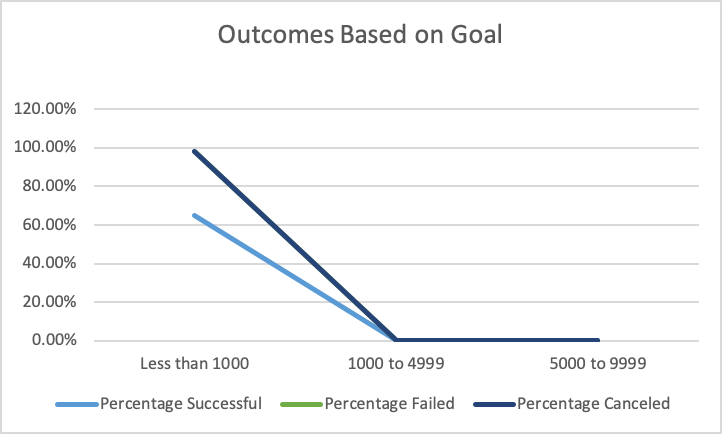 Outcomes Based on Goal
120.00%
100.00%
80.00%
60.00%
40.00%
20.00%
0.00%
Less than 1000 1000 to 4999 5000 to 9999
Percentage Successful Percentage Failed Percentage Canceled